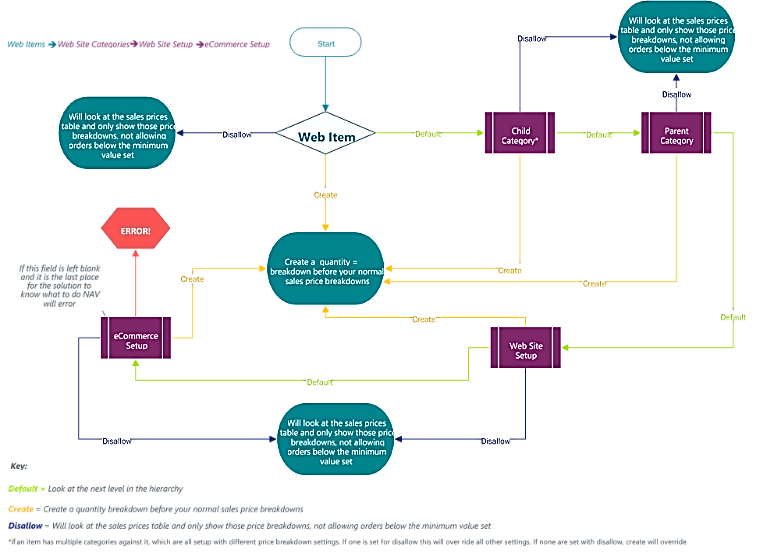 Will look at the sales prices
table and only show those price
breakdowns, not allowing
orders below the minimum
value set
Web Items → Web Site Categories → Web Site Setup → eCommerce Setup
Start
Disallow
Disallow
Will look at the sales prices
table and only show those price
breakdowns, not allowing
orders below the minimum
value set
Disallow
Web Item
Default
Child
Category*
Default
Parent
Category
Create
ERROR!
If this field is left blank
and it is the last place
for the solution to
know what to do NAV
will error
Create a quantity =
breakdown before your normal
sales price breakdowns
Create
Create
Create
Default
Create
eCommerce
Setup
Web Site
Setup
Default
Will look at the sales prices
table and only show those price
breakdowns, not allowing
orders below the minimum
value set
Disallow
Disallow
Key:
Default = Look at the next level in the hierarchy
Create = Create a quantity breakdown before your normal sales price breakdowns
Disallow = Will look at the sales prices table and only show those price breakdowns, not allowing orders below the minimum value set
*If an item has multiple categories against it, which are all setup with different price breakdown settings. If one is set for disallow this will over ride all other settings. If none are set with disallow, create will override